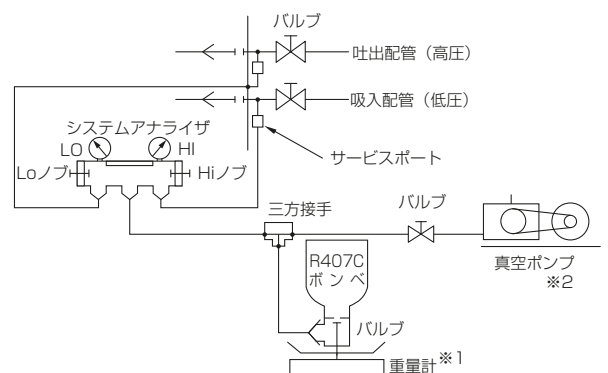 バルブ
吐出配管（高圧）
吸入配管（低圧）
システムアナライザ
LO
HI
Loノブ
Hiノブ
サービスポート
三方接手
バルブ
R407C
ボンベ
真空ポンプ
※2
バルブ
重量計※1